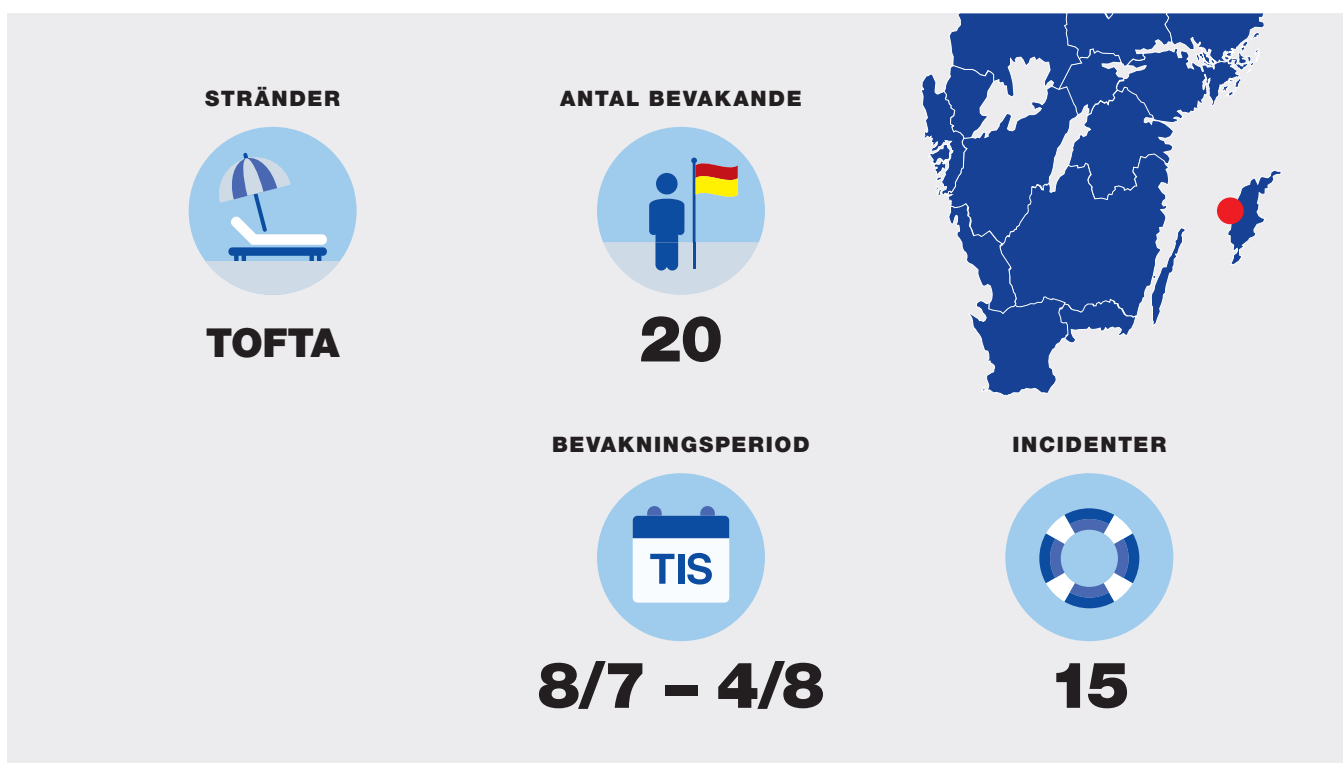 STRÄNDER
TOFTA
ANTAL BEVAKANDE
20
BEVAKNINGSPERIOD
TIS
8/7 – 4/8
INCIDENTER
15